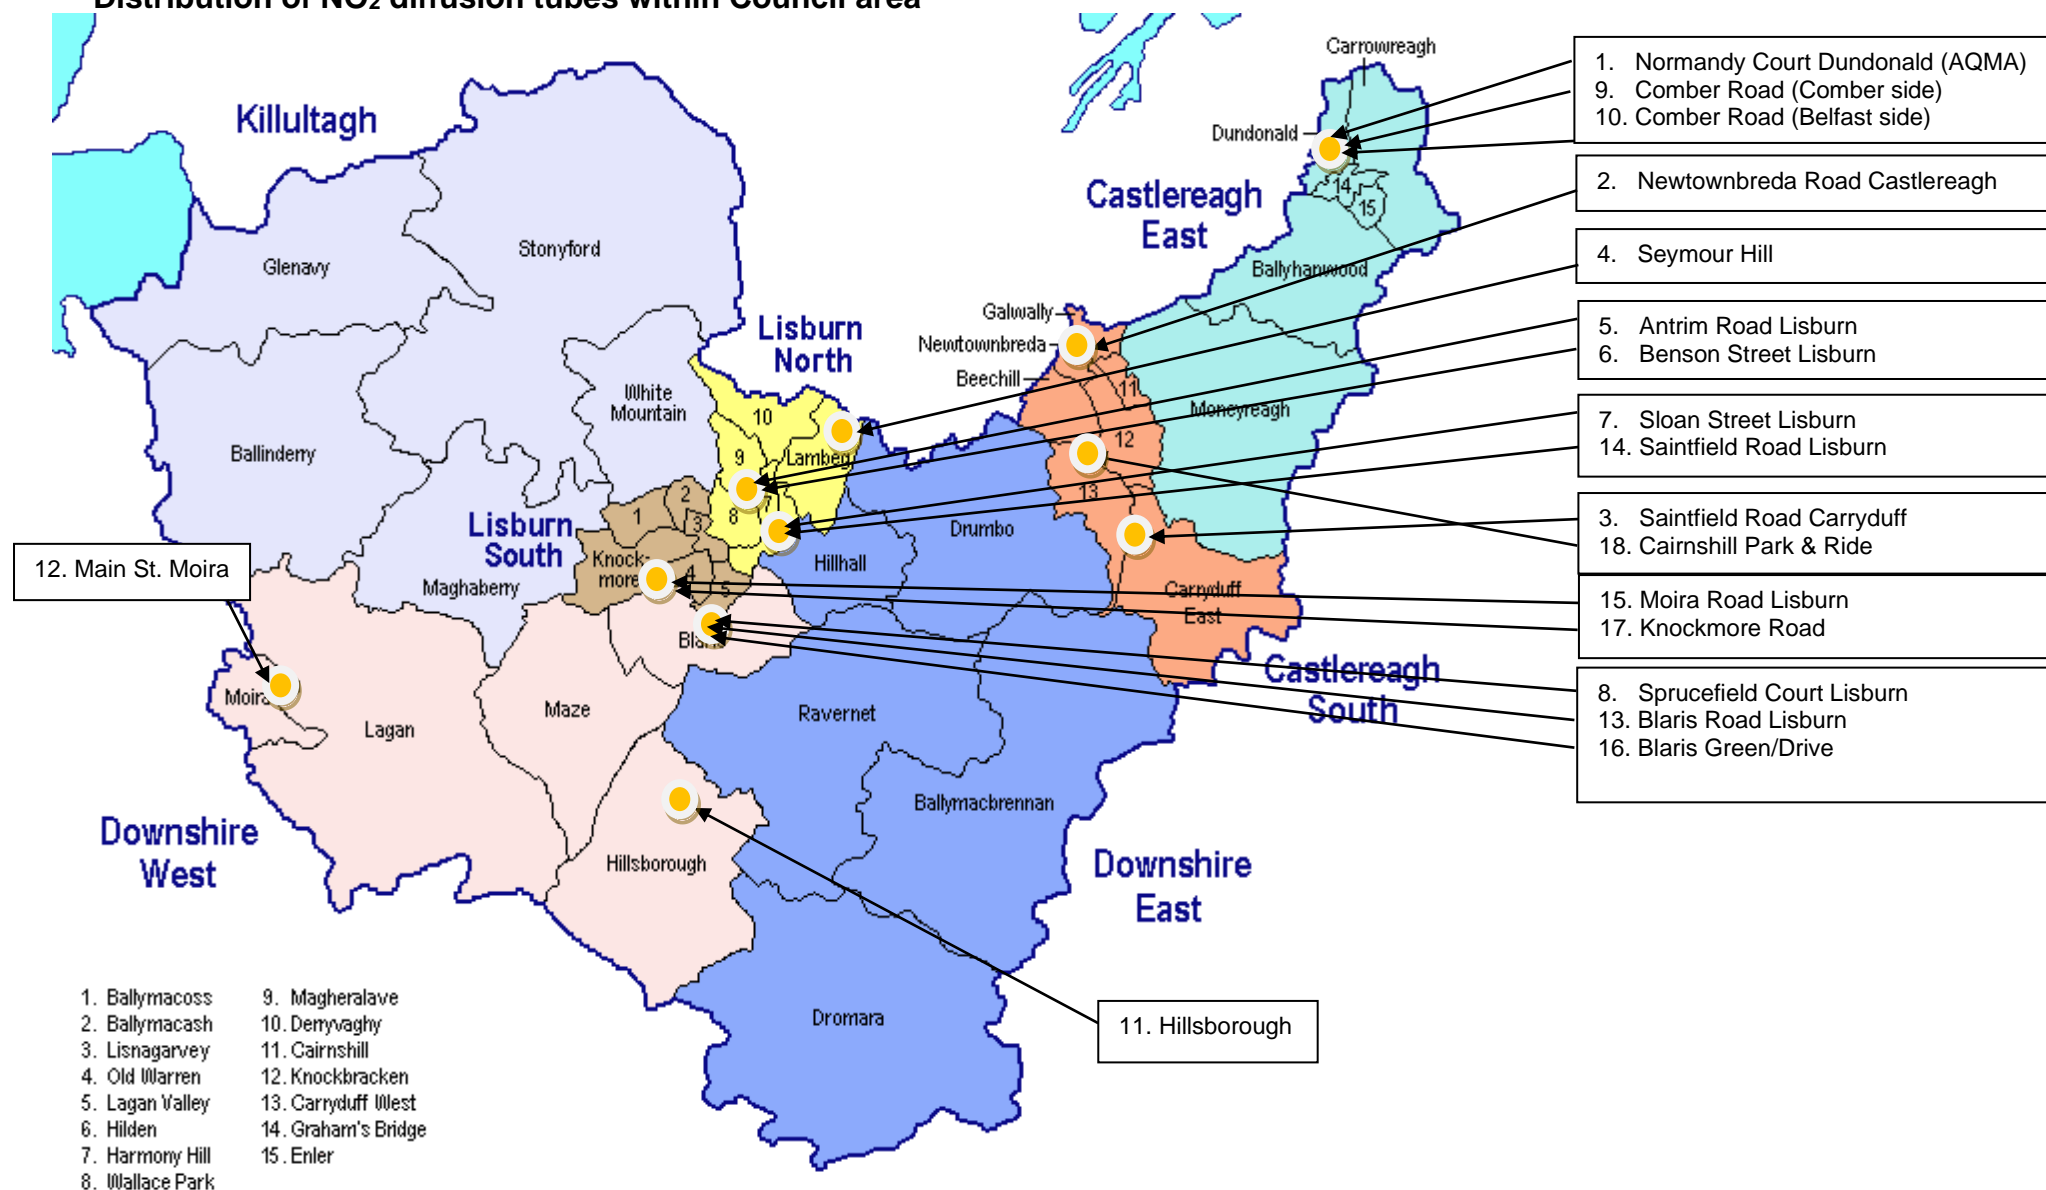 Distribution of NO₂ diffusion tubes within Council area
Carrowreagh
1. Normandy Court Dundonald (AQMA)
9. Comber Road (Comber side)
10. Comber Road (Belfast side)
Killultagh
Dundonald
14
15
2. Newtownbreda Road Castlereagh
Castlereagh
East
Stonyford
Glenavy
4. Seymour Hill
Ballyhanwood
Galwally
Newtownbreda
Beechill
Lisburn
North
5. Antrim Road Lisburn
6. Benson Street Lisburn
White
Mountain
11
10
Moneyreagh
7. Sloan Street Lisburn
14. Saintfield Road Lisburn
12
Ballinderry
9
Lambeg
2
13
7
1
3
8
Lisburn
South
Drumbo
3. Saintfield Road Carryduff
18. Cairnshill Park & Ride
12. Main St. Moira
Knock-
more
Hillhall
4
5
Maghaberry
Carryduff
East
15. Moira Road Lisburn
17. Knockmore Road
Blaris
Castlereagh
South
8. Sprucefield Court Lisburn
13. Blaris Road Lisburn
16. Blaris Green/Drive
Moira
Lagan
Maze
Ravernet
Ballymacbrennan
Downshire
West
Hillsborough
Downshire
East
Dromara
11. Hillsborough
1. Ballymacoss
2. Ballymacash
3. Lisnagarvey
4. Old Warren
5. Lagan Valley
6. Hilden
7. Harmony Hill
8. Wallace Park
9. Magheralave
10. Derryvaghy
11. Cairnshill
12. Knockbracken
13. Carryduff West
14. Graham's Bridge
15. Enler